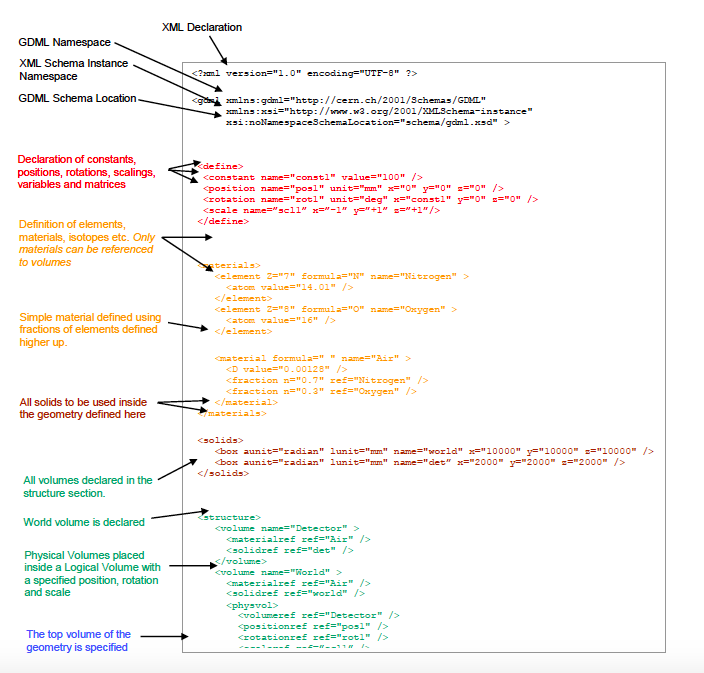 XML Declaration
GDML Namespace
XML Schema Instance
Namespace
GDML Schema Location
Declaration of constants,
positions, rotations, scalings,
variables and matrices
Definition of elements,
materials, isotopes etc. Only
materials can be referenced
to volumes
Simple material defined using
fractions of elements defined
higher up.
All solids to be used inside
the geometry defined here
All volumes declared in the
structure section.
World volume is declared
Physical Volumes placed
inside a Logical Volume with
a specified position, rotation
and scale
The top volume of the
geometry is specified
<?xml version="1.0" encoding="UTF-8" ?>
<gdml xmlns:gdml="http://cern.ch/2001/Schemas/GDML"
xmlns:xsi="http://www.w3.org/2001/XMLSchema-instance"
xsi:noNamespaceSchemaLocation="schema/gdml.xsd" >
<define>
<constant name="const1" value="100" />
<position name="pos1" unit="mm" x="0" y="0" z="0" />
<rotation name="rot1" unit="deg" x="const1" y="0" z="0" />
<scale name="scl1" x="-1" y="+1" z="+1"/>
</define>
<materials>
<element Z="7" formula="N" name="Nitrogen" >
<atom value="14.01" />
</element>
<element Z="8" formula="O" name="Oxygen" >
<atom value="16" />
</element>
<material formula=" " name="Air" >
<D value="0.00128" />
<fraction n="0.7" ref="Nitrogen" />
<fraction n="0.3" ref="Oxygen" />
</material>
</materials>
<solids>
<box aunit="radian" lunit="mm" name="world" x="10000" y="10000" z="10000" />
<box aunit="radian" lunit="mm" name="det" x="2000" y="2000" z="2000" />
</solids>
<structure>
<volume name="Detector" >
<materialref ref="Air" />
<solidref ref="det" />
</volume>
<volume name="World" >
<materialref ref="Air" />
<solidref ref="world" />
<physvol>
<volumeref ref="Detector" />
<positionref ref="pos1" />
<rotationref ref="rot1" />